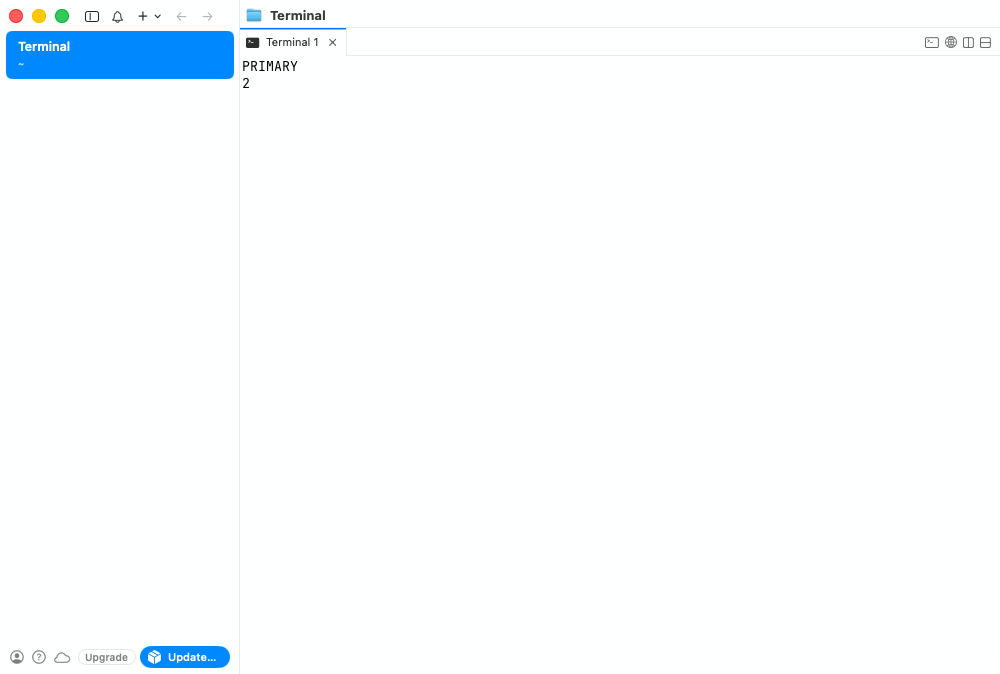 Terminal
~
Terminal
Terminal 1
PRIMARY
2
Upgrade
Update...